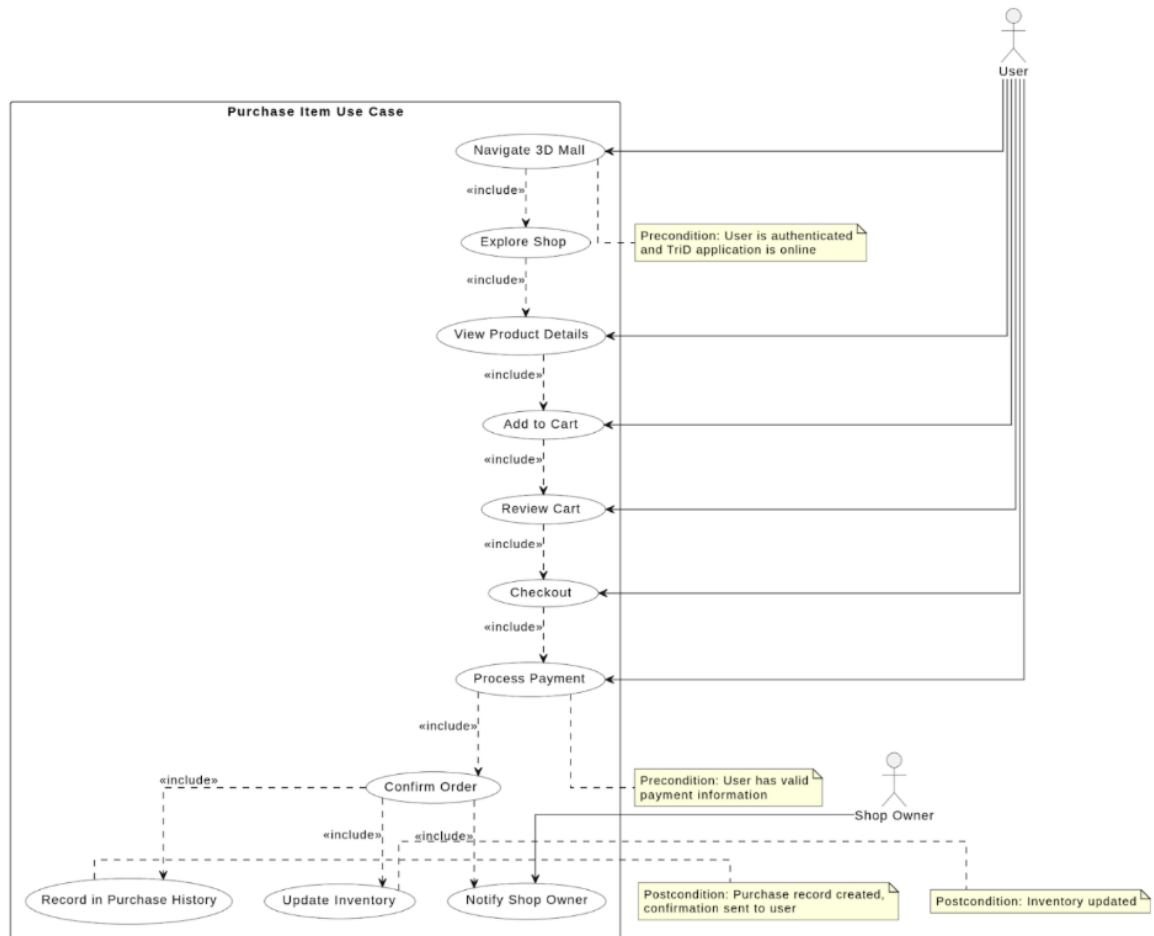 User
Purchase Item Use Case
Navigate 3D Mall
«include»
Explore Shop
Precondition: User is authenticated
and TriD application is online
«include»
View Product Details
«include»
Add to Cart
«include»
Review Cart
«include»
Checkout
«include»
Process Payment
«include»
«include»
Confirm Order
Precondition: User has valid
payment information
Shop Owner
«include»
«include»
Record in Purchase History
Update Inventory
Notify Shop Owner
Postcondition: Purchase record created,
confirmation sent to user
Postcondition: Inventory updated